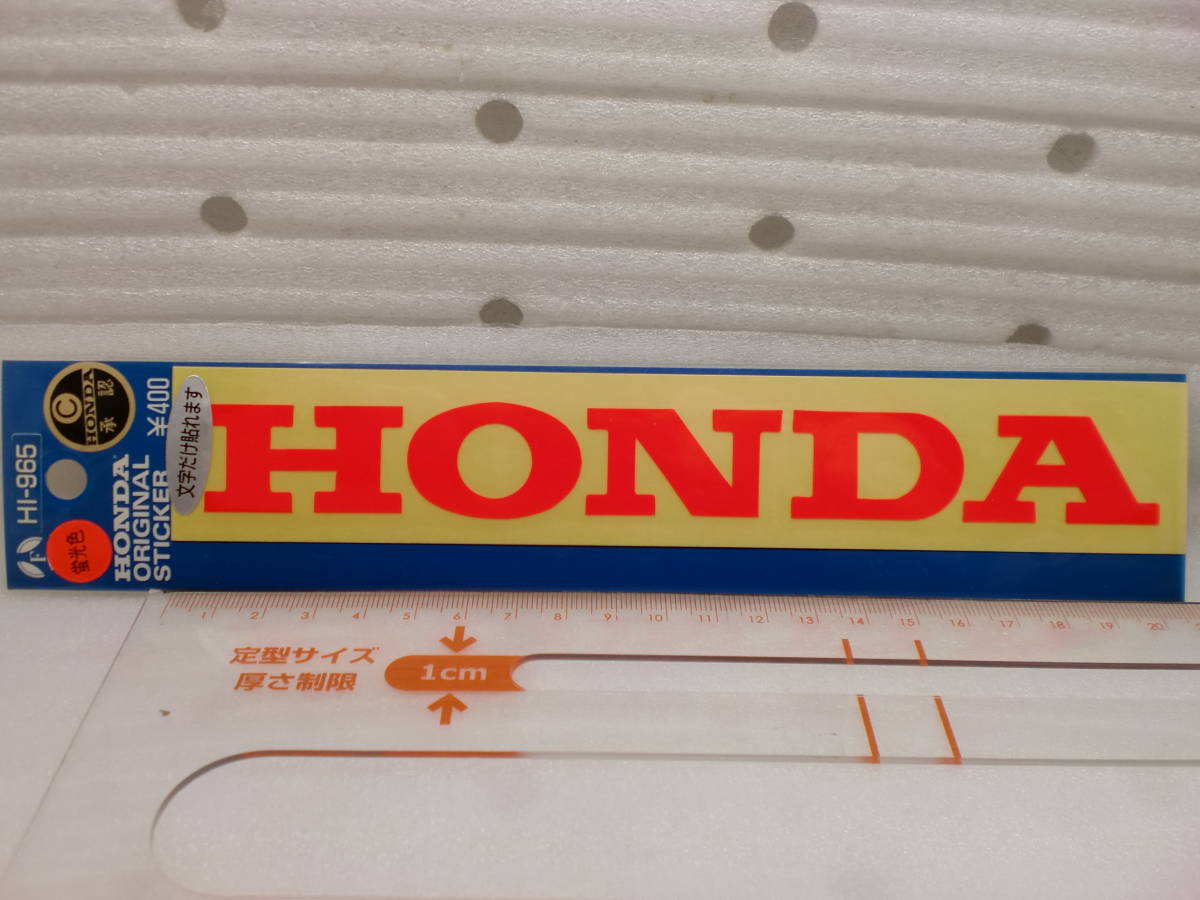 HI-965
F
蛍光色
C
HONDA
承認
HONDA
ORIGINAL
STICKER ¥400
文字だけ貼れます
HONDA
1 2 3 4 5 6 7 8 9 10 11 12 13 14 15 16 17 18 19 20
定型サイズ
厚さ制限
1cm